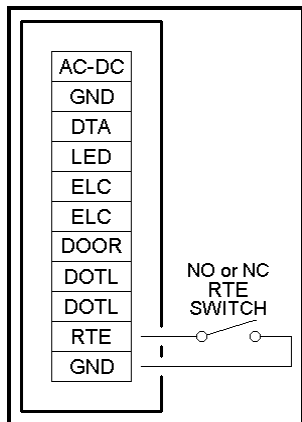 AC-DC
GND
DTA
LED
ELC
ELC
DOOR
DOTL
DOTL
RTE
GND
NO or NC
RTE
SWITCH